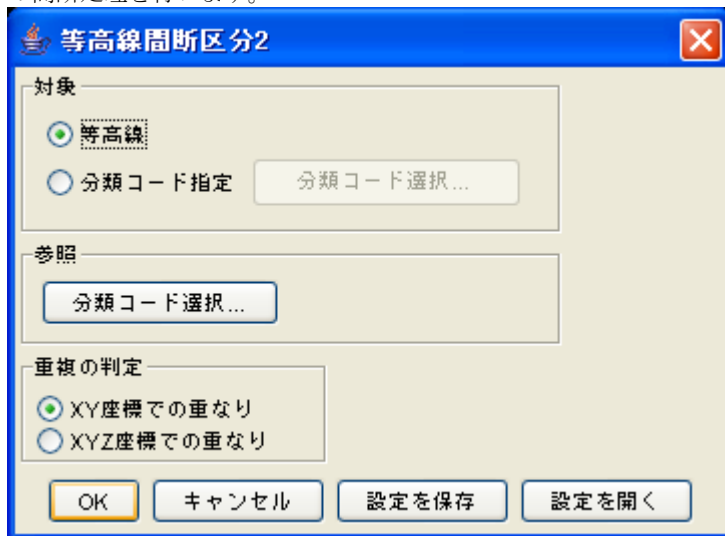 等高線間断区分2
対象
等高線
分類コード指定 分類コード選択...
参照
分類コード選択...
重複の判定
XY座標での重なり
XYZ座標での重なり
OK キャンセル 設定を保存 設定を開く